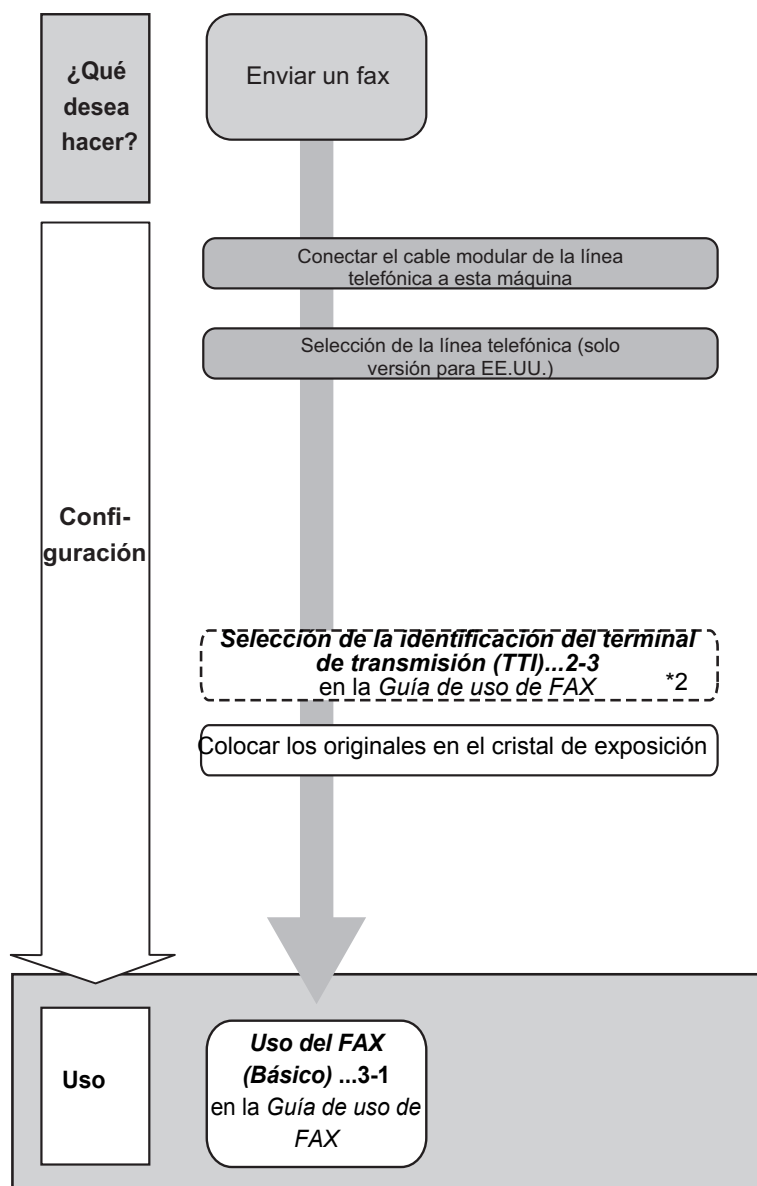 ¿Qué
desea
hacer?
Enviar un fax
Conectar el cable modular de la línea
telefónica a esta máquina
Selección de la línea telefónica (solo
versión para EE.UU.)
Confi-
guración
Selección de la identificación del terminal
de transmisión (TTI)...2-3
en la Guía de uso de FAX *2
Colocar los originales en el cristal de exposición
Uso
Uso del FAX
(Básico) ...3-1
en la Guía de uso de
FAX